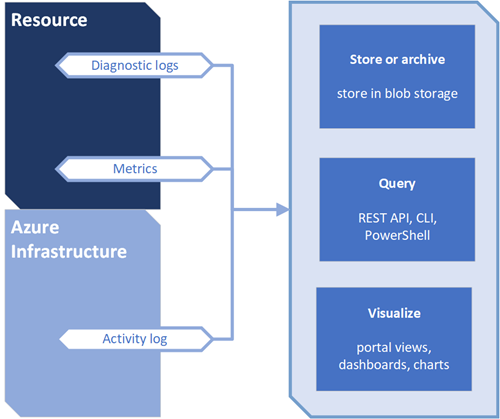 Resource
Diagnostic logs
Metrics
Azure
Infrastructure
Activity log
Store or archive
store in blob storage
Query
REST API, CLI,
PowerShell
Visualize
portal views,
dashboards, charts